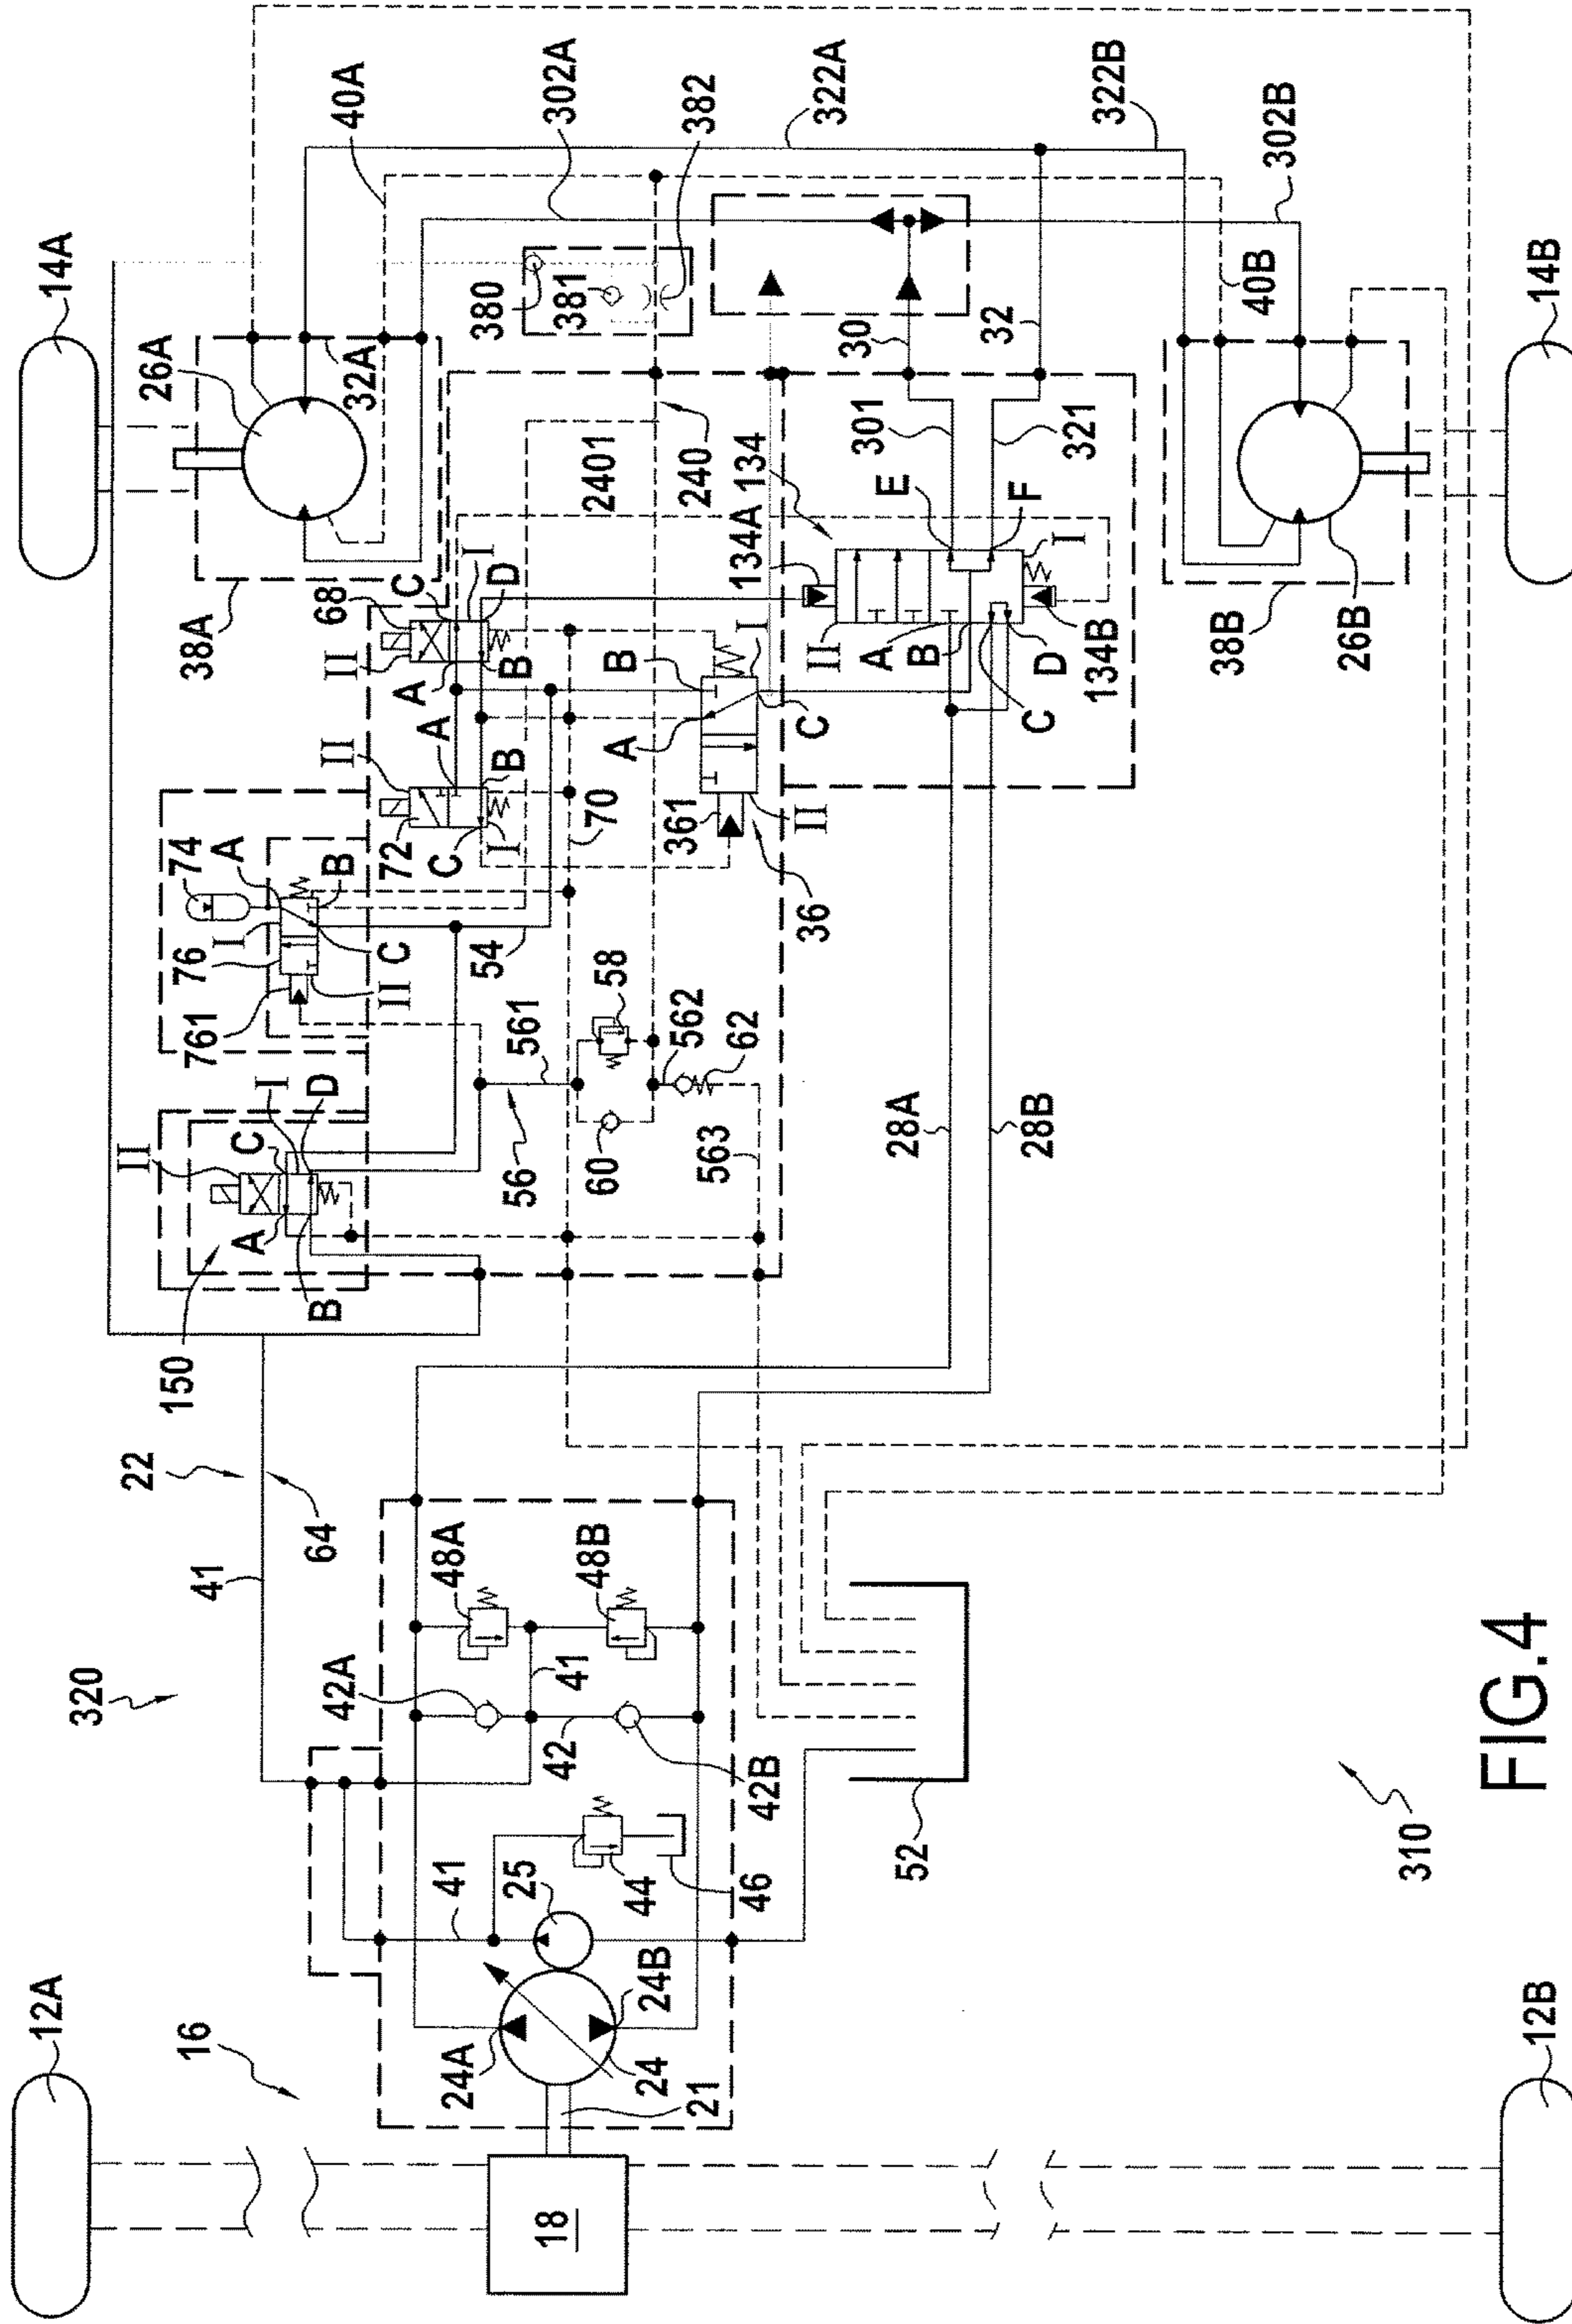 14A
40A
302A
382
322A
322B
302B
26A
32A
380
381
30
32
40B
14B
38A
68
C
I
D
II
A
B
2401
240
134A
134
301
321
E
F
I
II
A
B
C
D
134B
38B
26B
74
A
B
76
I
C
II
761
II
72
A
B
C
I
70
54
B
A
I
C
361
II
36
58
561
562
62
56
60
563
28A
28B
II
C
I
D
A
B
150
22
64
41
320
48A
48B
42A
41
42
42B
41
25
44
46
24A
24B
24
21
52
310
12A
16
18
12B
FIG.4